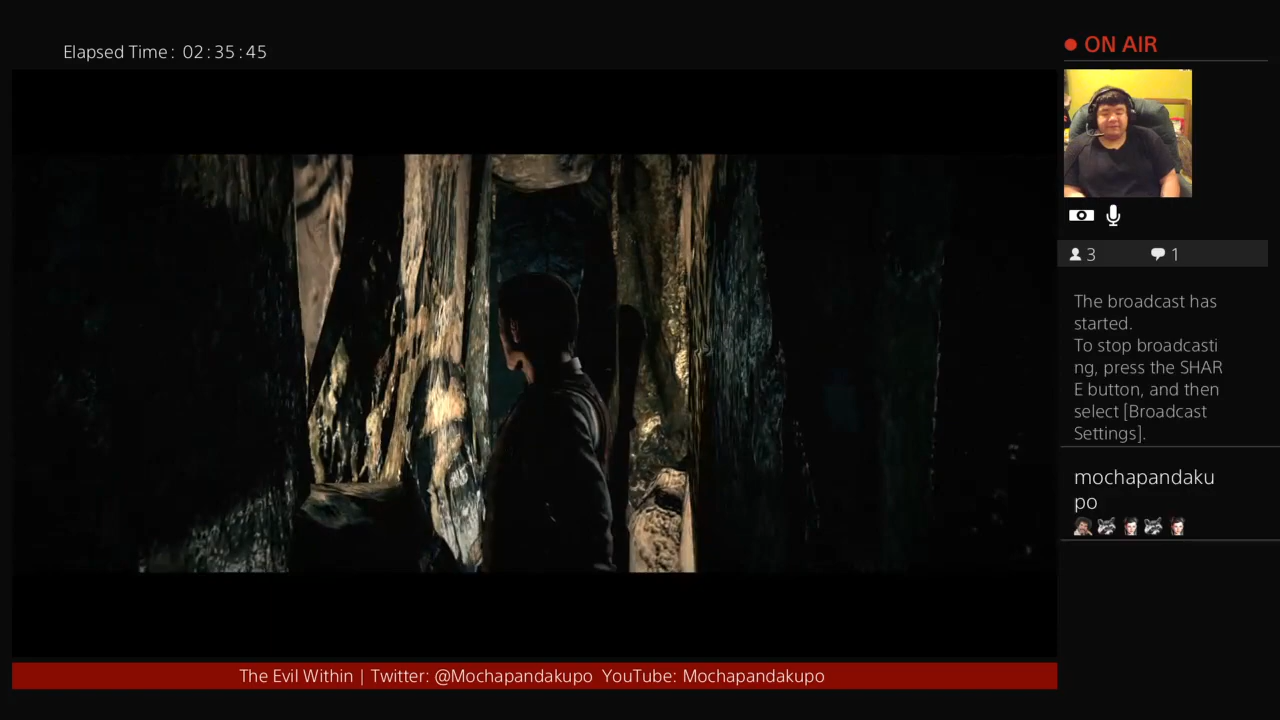 Elapsed Time: 02:35:45
ON AIR
3 1
The broadcast has
started.
To stop broadcasti
ng, press the SHAR
E button, and then
select [Broadcast
Settings].
mochapandaku
po
The Evil Within | Twitter: @Mochapandakupo YouTube: Mochapandakupo